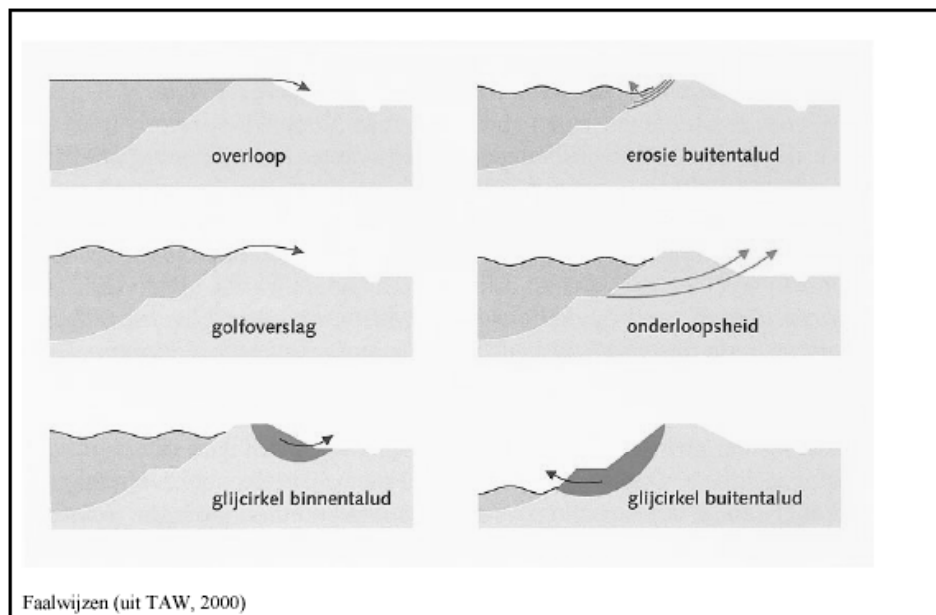 overloop
erosie buitentalud
golfoverslag
onderloopsheid
glijcirkel binnentalud
glijcirkel buitentalud
Faalwijzen (uit TAW, 2000)